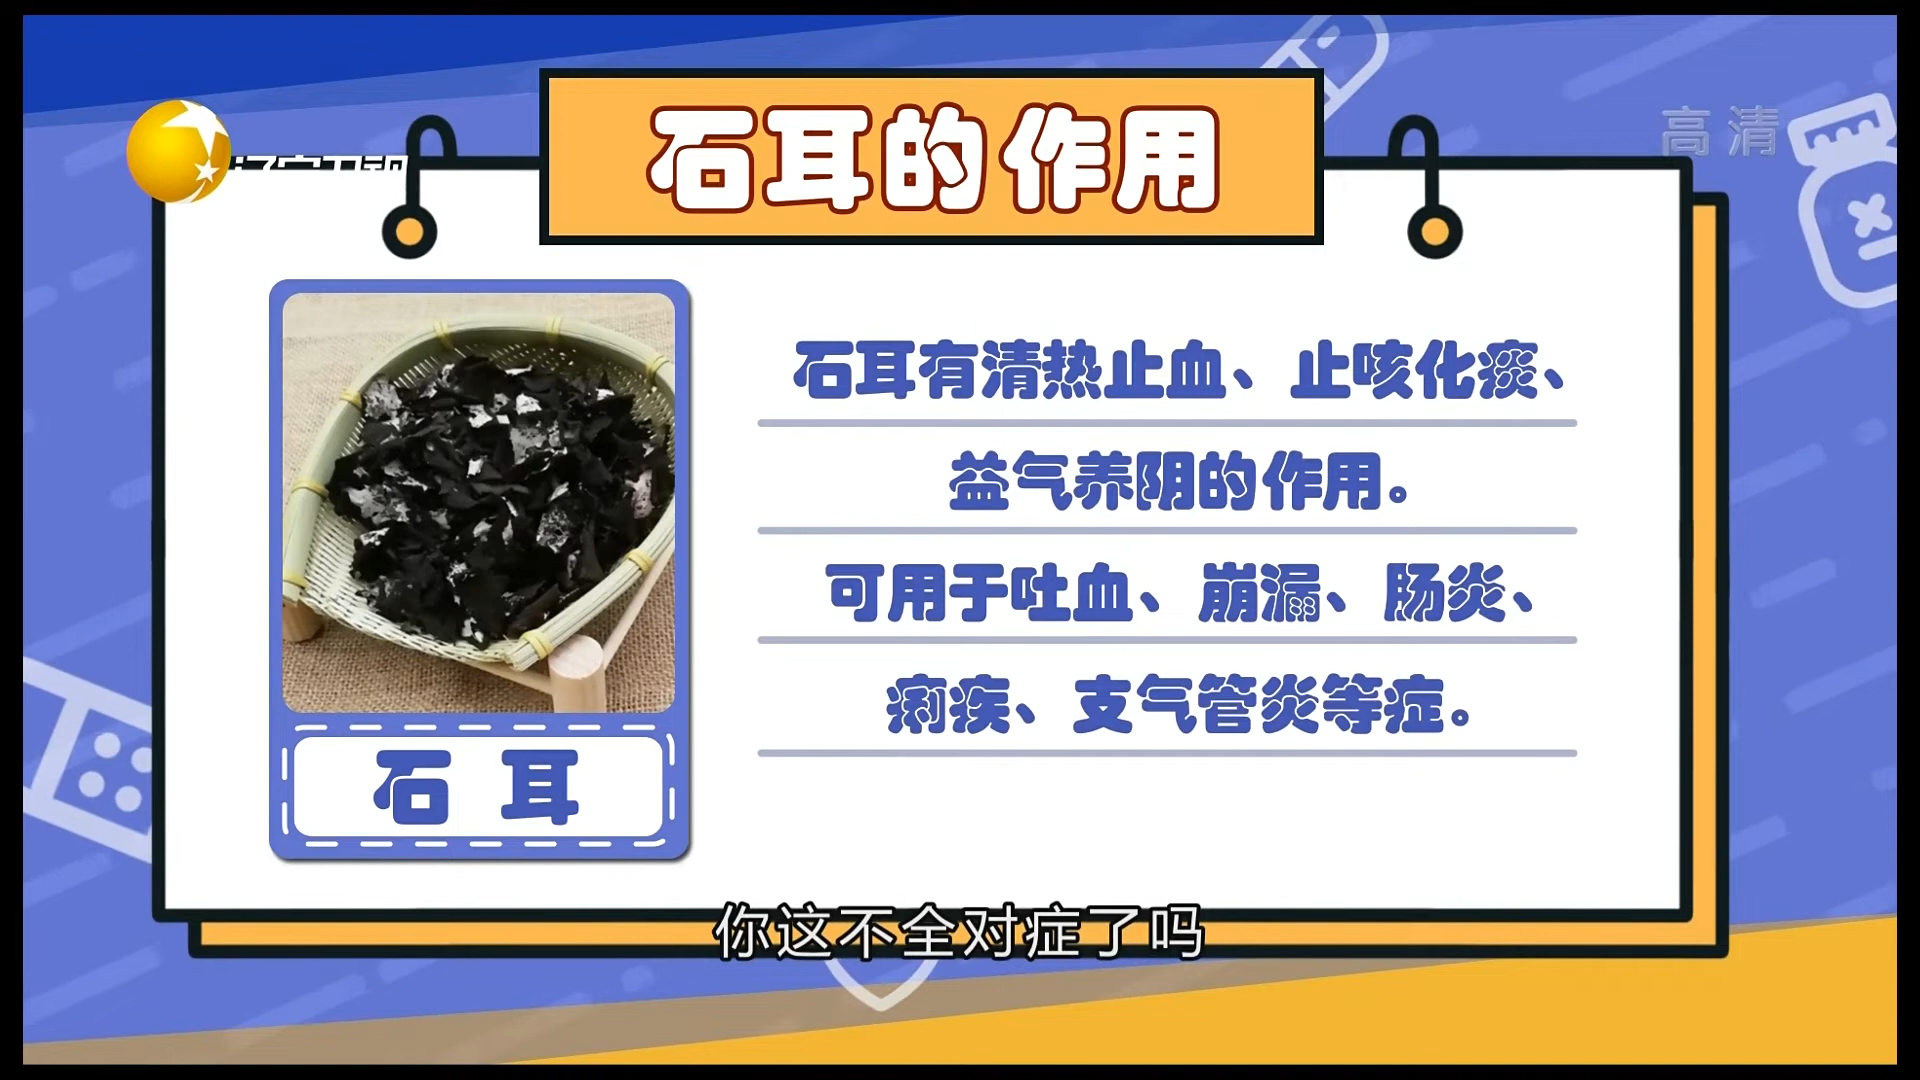 石耳的作用
高清
石耳有清热止血、止咳化痰、
益气养阴的作用。
可用于吐血、崩漏、肠炎、
痢疾、支气管炎等症。
石耳
你这不全对症了吗